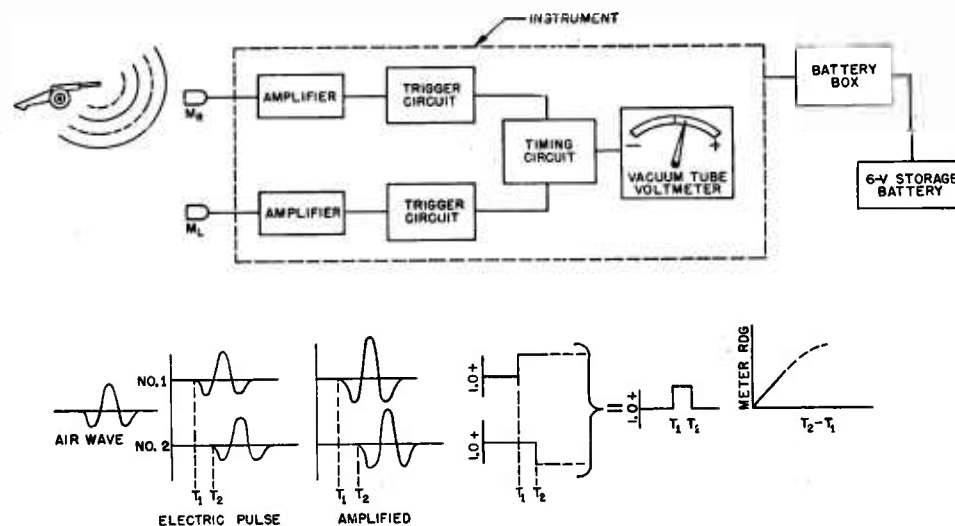 INSTRUMENT
BATTERY
BOX
6-V STORAGE
BATTERY
MR
AMPLIFIER
TRIGGER
CIRCUIT
TIMING
CIRCUIT
- +
VACUUM TUBE
VOLTMETER
ML
AMPLIFIER
TRIGGER
CIRCUIT
AIR WAVE
NO. 1
NO. 2
T1 T2
ELECTRIC PULSE
T1 T2
AMPLIFIED
1.0+
1.0+
T1 T2
=
1.0+
T1 T2
METER RDG
T2-T1